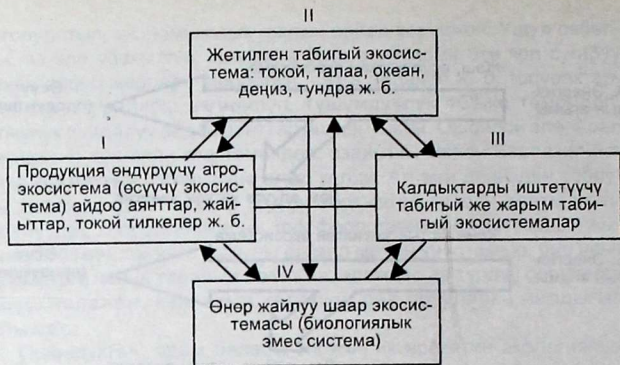 II
Жетилген табигый экосис-
тема: токой, талаа, океан,
деңиз, тундра ж. б.
I
Продукция өндүрүүчү агро-
экосистема (өсүүчү экосис-
тема) айдоо аянттар, жай-
ыттар, токой тилкелер ж. б.
III
Калдыктарды иштетүүчү
табигый же жарым таби-
гый экосистемалар
IV
Өнөр жайлуу шаар экосис-
темасы (биологиялык
эмес система)